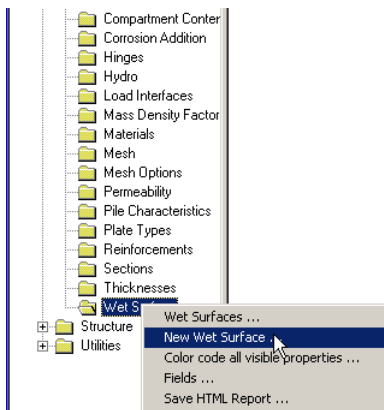 Compartment Conter
Corrosion Addition
Hinges
Hydro
Load Interfaces
Mass Density Factor
Materials
Mesh
Mesh Options
Permeability
Pile Characteristics
Plate Types
Reinforcements
Sections
Thicknesses
Wet S
Structure
Utilities
Wet Surfaces ...
New Wet Surface ...
Color code all visible properties ...
Fields ...
Save HTML Report ...